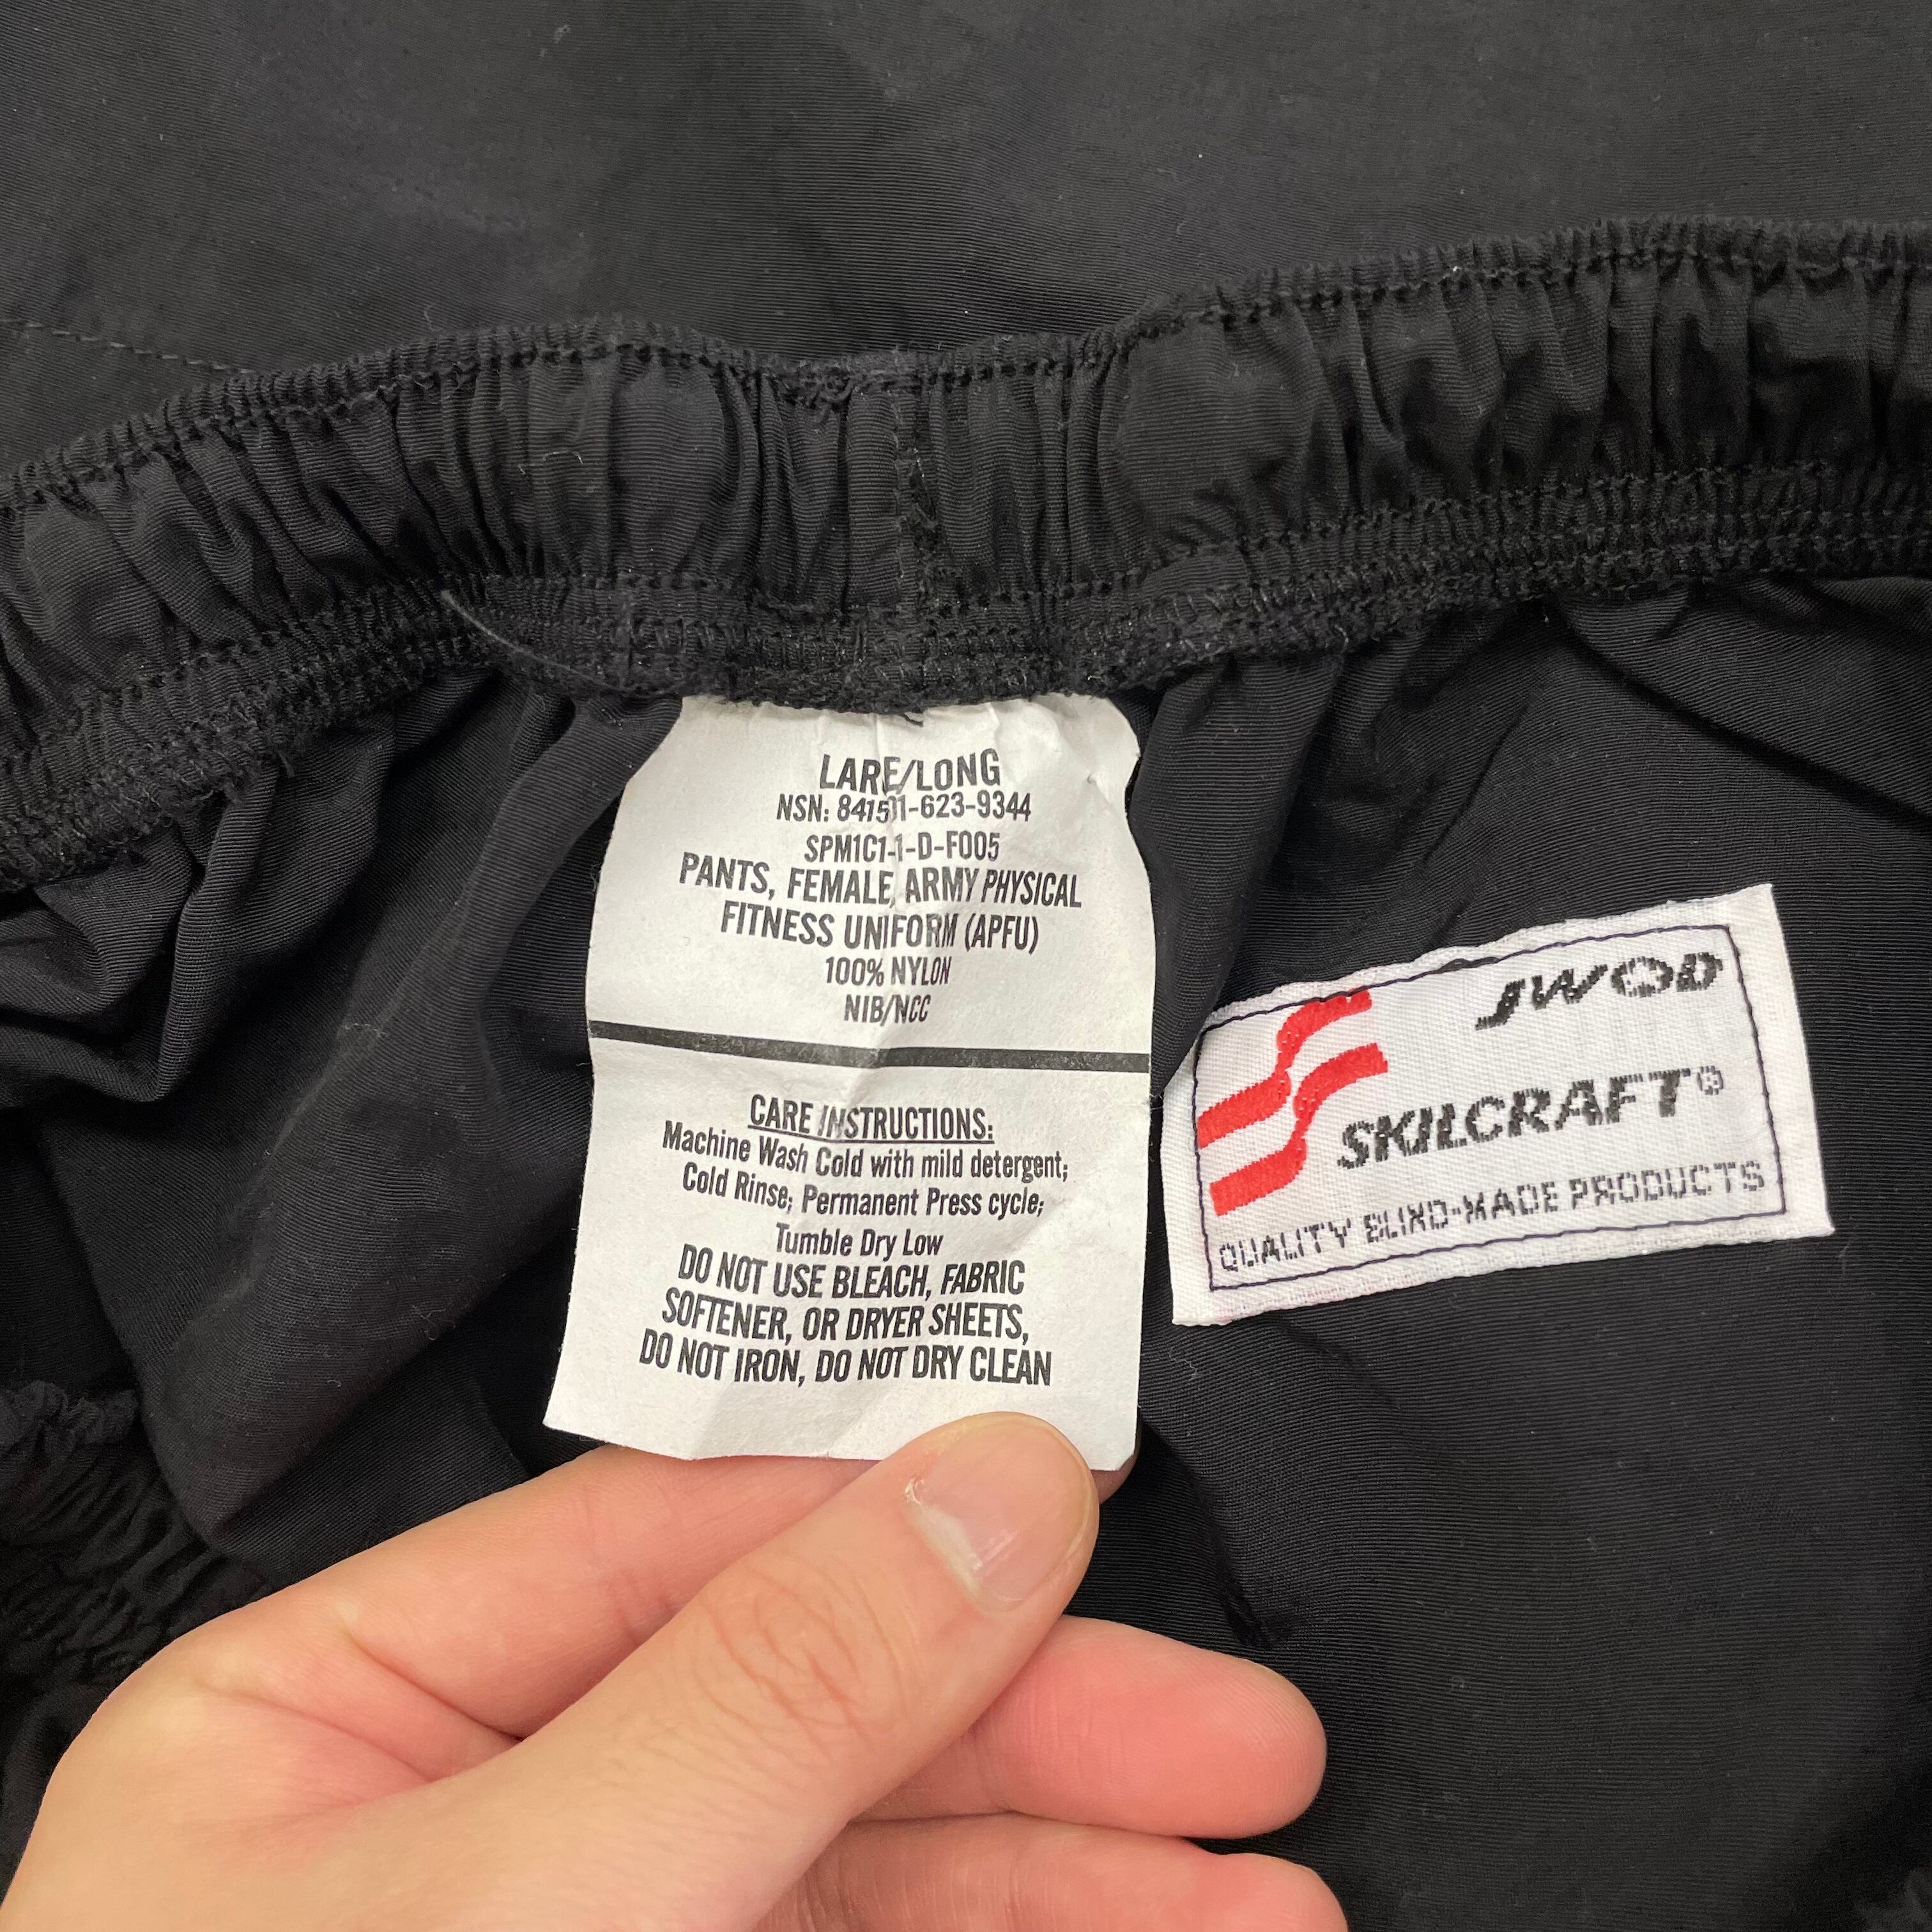 LARE/LONG
NSN: 841501-623-9344
SPM1C1-1-D-F005
PANTS, FEMALE, ARMY PHYSICAL
FITNESS UNIFORM (APFU)
100% NYLON
NIB/NCC
CARE INSTRUCTIONS:
Machine Wash Cold with mild detergent;
Cold Rinse; Permanent Press cycle;
Tumble Dry Low
DO NOT USE BLEACH, FABRIC
SOFTENER, OR DRYER SHEETS,
DO NOT IRON, DO NOT DRY CLEAN
JWOD
SKILCRAFT®
QUALITY BLIND-MADE PRODUCTS